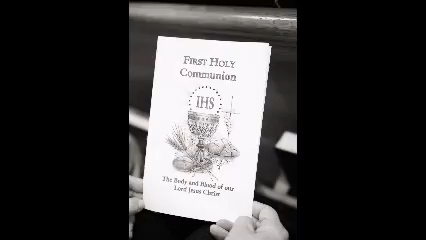 FIRST HOLY
Communion
IHS
The Body and Blood of our
Lord Jesus Christ